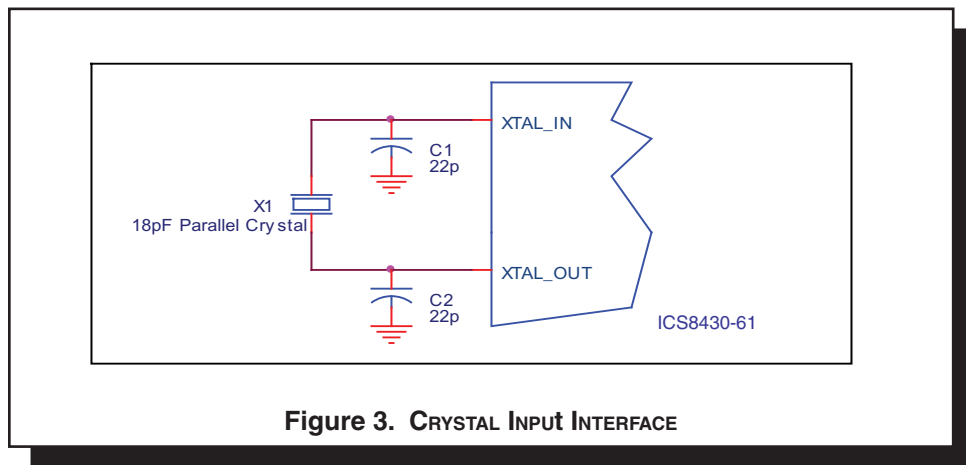 XTAL_IN
C1
22p
X1
18pF Parallel Crystal
XTAL_OUT
C2
22p
ICS8430-61
Figure 3. CRYSTAL INPUt INTERFACE